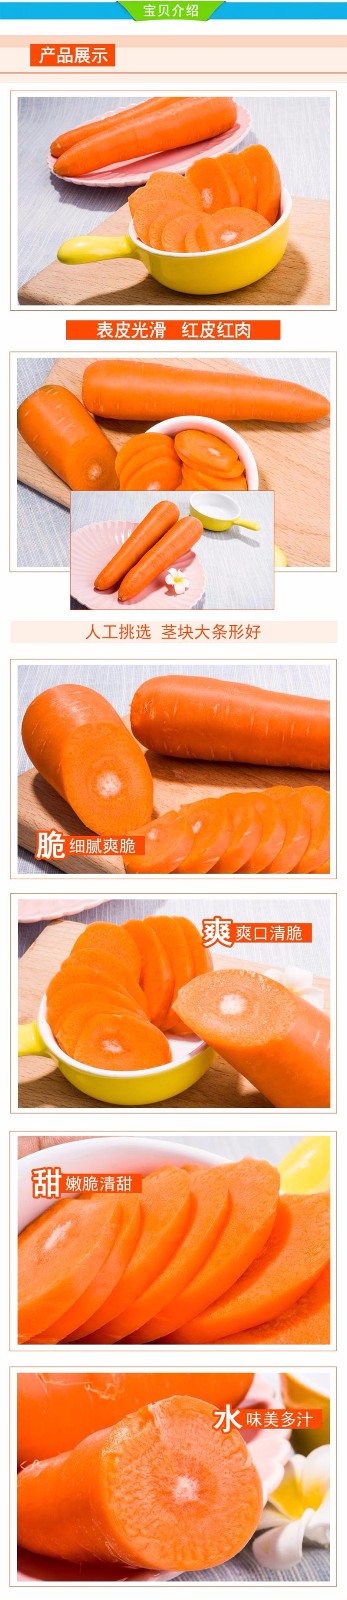 宝贝介绍
产品展示
表皮光滑 红皮红肉
人工挑选 茎块大条形好
脆 细腻爽脆
爽 爽口清脆
甜 嫩脆清甜
水 味美多汁